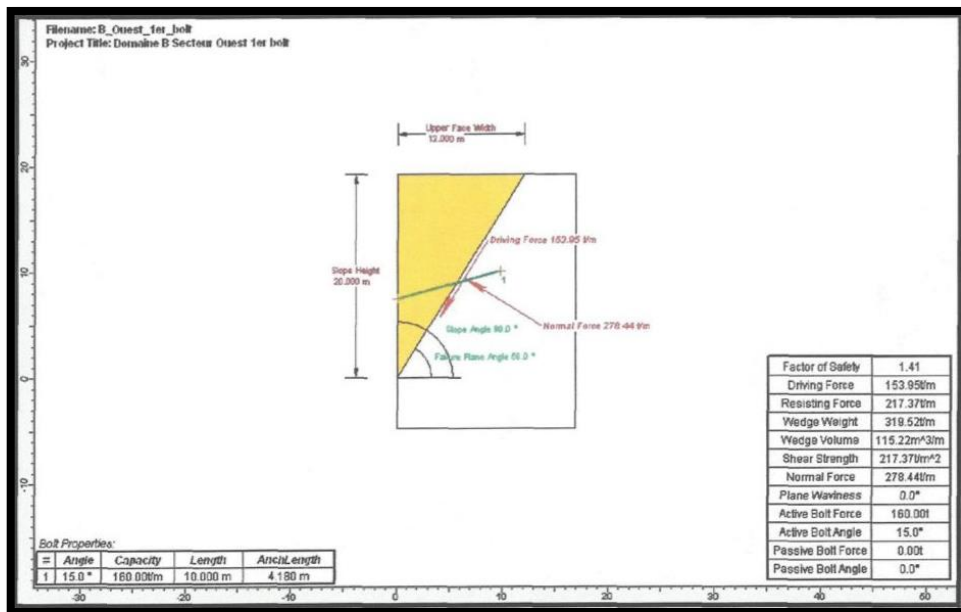 Filename: B_Ouest_1er_bolt
Project Title: Domaine B Secteur Ouest 1er bolt
30
20
10
0
-10
Upper Face Width
12.000 m
Slope Height
20.000 m
Driving Force 153.95 t/m
1
Normal Force 278.44 t/m
Slope Angle 90.0 °
Failure Plane Angle
Factor of Safety 1.41
Driving Force 153.95t/m
Resisting Force 217.37t/m
Wedge Weight 319.52t/m
Wedge Volume 115.22m^3/m
Shear Strength 217.37t/m^2
Normal Force 278.44t/m
Plane Waviness 0.0°
Active Bolt Force 160.00t
Active Bolt Angle 15.0°
Passive Bolt Force 0.00t
Passive Bolt Angle 0.0°
Bolt Properties:
# Angle Capacity Length AnchLength
1 15.0 ° 160.00t/m 10.000 m 4.180 m
-30 -20 -10 0 10 20 30 40 50 60